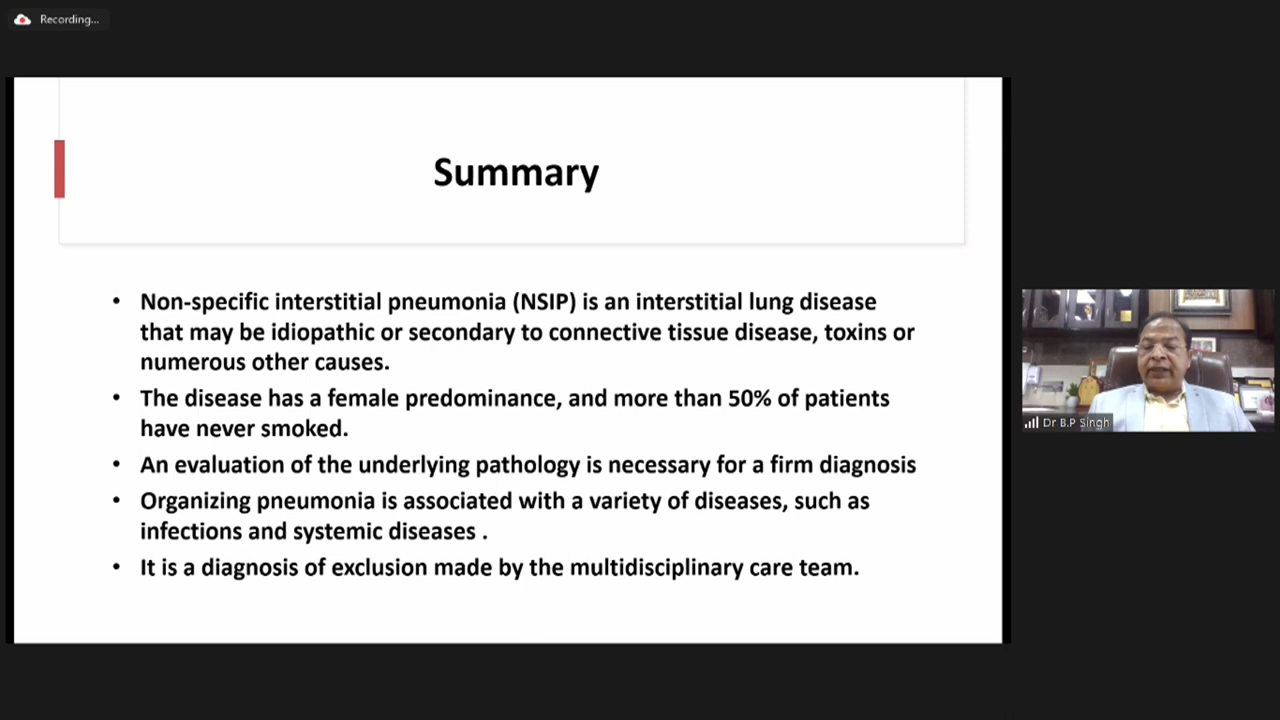 Recording...
Summary
• Non-specific interstitial pneumonia (NSIP) is an interstitial lung disease
that may be idiopathic or secondary to connective tissue disease, toxins or
numerous other causes.
• The disease has a female predominance, and more than 50% of patients
have never smoked.
• An evaluation of the underlying pathology is necessary for a firm diagnosis
• Organizing pneumonia is associated with a variety of diseases, such as
infections and systemic diseases .
• It is a diagnosis of exclusion made by the multidisciplinary care team.
Dr B.P Singh